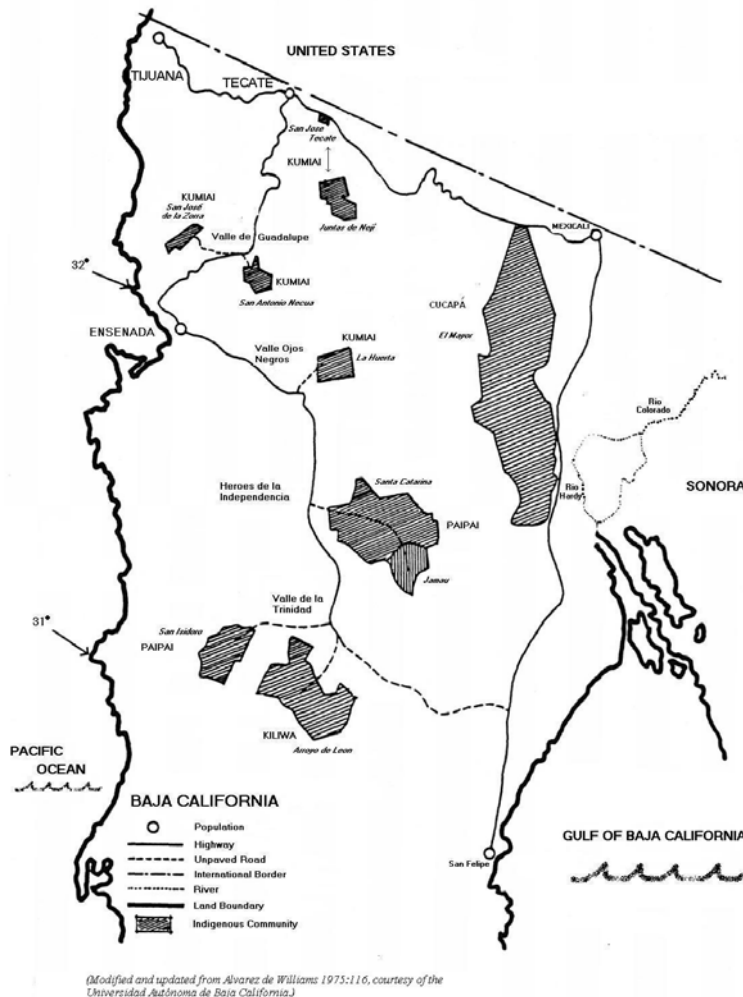 UNITED STATES
TIJUANA
TECATE
San José
Tecate
KUMIAI
KUMIAI
San José
de la Zorra
Juntas de Nejí
Valle de Guadalupe
MEXICALI
32°
KUMIAI
San Antonio Necua
CUCAPÁ
El Mayor
ENSENADA
Valle Ojos
Negros
KUMIAI
La Huerta
Río
Colorado
Heroes de la
Independencia
Santa Catarina
Río
Hardy
SONORA
PAIPAI
Jamau
Valle de la
Trinidad
31°
San Isidoro
PAIPAI
KILIWA
Arroyo de Leon
PACIFIC
OCEAN
BAJA CALIFORNIA
Population
Highway
Unpaved Road
International Border
River
Land Boundary
Indigenous Community
San Felipe
GULF OF BAJA CALIFORNIA
(Modified and updated from Alvarez de Williams 1975:116, courtesy of the
Universidad Autónoma de Baja California.)